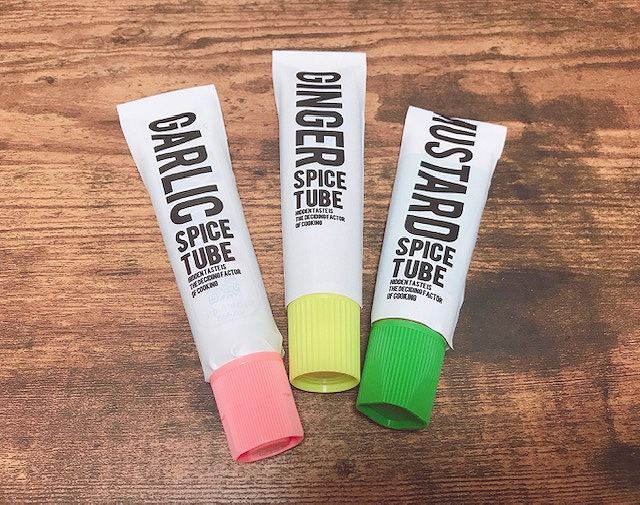 GARLIC
SPICE
TUBE
HIDDEN TASTE IS
THE DECIDING FACTOR
OF COOKING
GINGER
SPICE
TUBE
HIDDEN TASTE IS
THE DECIDING FACTOR
OF COOKING
MUSTARD
SPICE
TUBE
HIDDEN TASTE IS
THE DECIDING FACTOR
OF COOKING